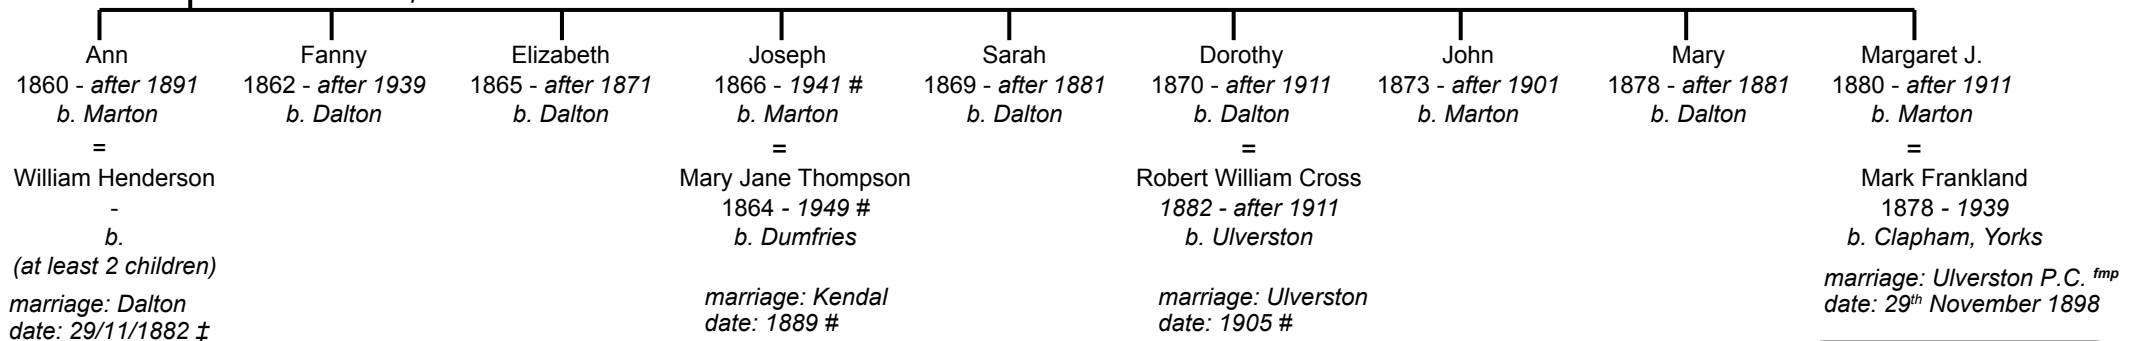 Ann
1860 - after 1891
b. Marton
=
William Henderson
-
b.
(at least 2 children)
marriage: Dalton
date: 29/11/1882 ‡
Fanny
1862 - after 1939
b. Dalton
Elizabeth
1865 - after 1871
b. Dalton
Joseph
1866 - 1941 #
b. Marton
=
Mary Jane Thompson
1864 - 1949 #
b. Dumfries
marriage: Kendal
date: 1889 #
Sarah
1869 - after 1881
b. Dalton
Dorothy
1870 - after 1911
b. Dalton
=
Robert William Cross
1882 - after 1911
b. Ulverston
marriage: Ulverston
date: 1905 #
John
1873 - after 1901
b. Marton
Mary
1878 - after 1881
b. Dalton
Margaret J.
1880 - after 1911
b. Marton
=
Mark Frankland
1878 - 1939
b. Clapham, Yorks
marriage: Ulverston P.C. fmp
date: 29th November 1898